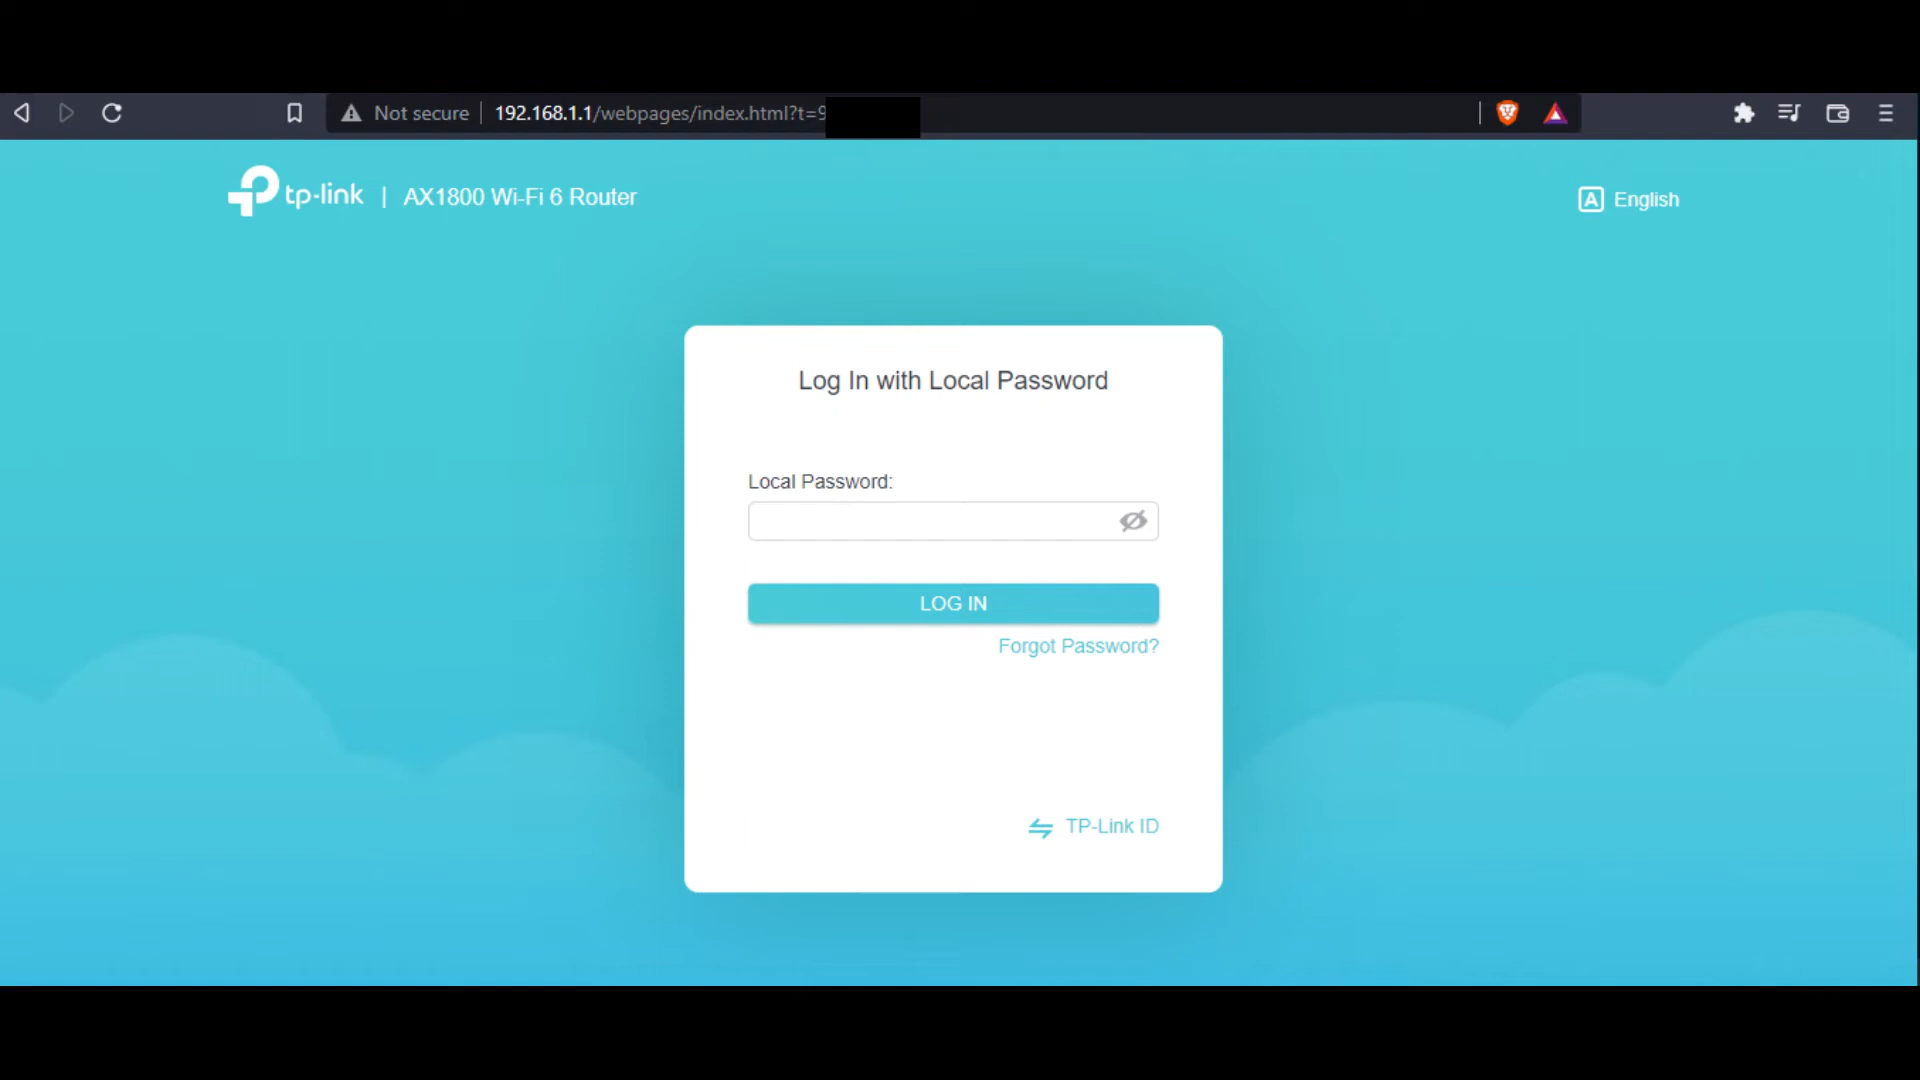 Not secure | 192.168.1.1/webpages/index.html?t=9
tp-link | AX1800 Wi-Fi 6 Router
A English
Log In with Local Password
Local Password:
LOG IN
Forgot Password?
TP-Link ID